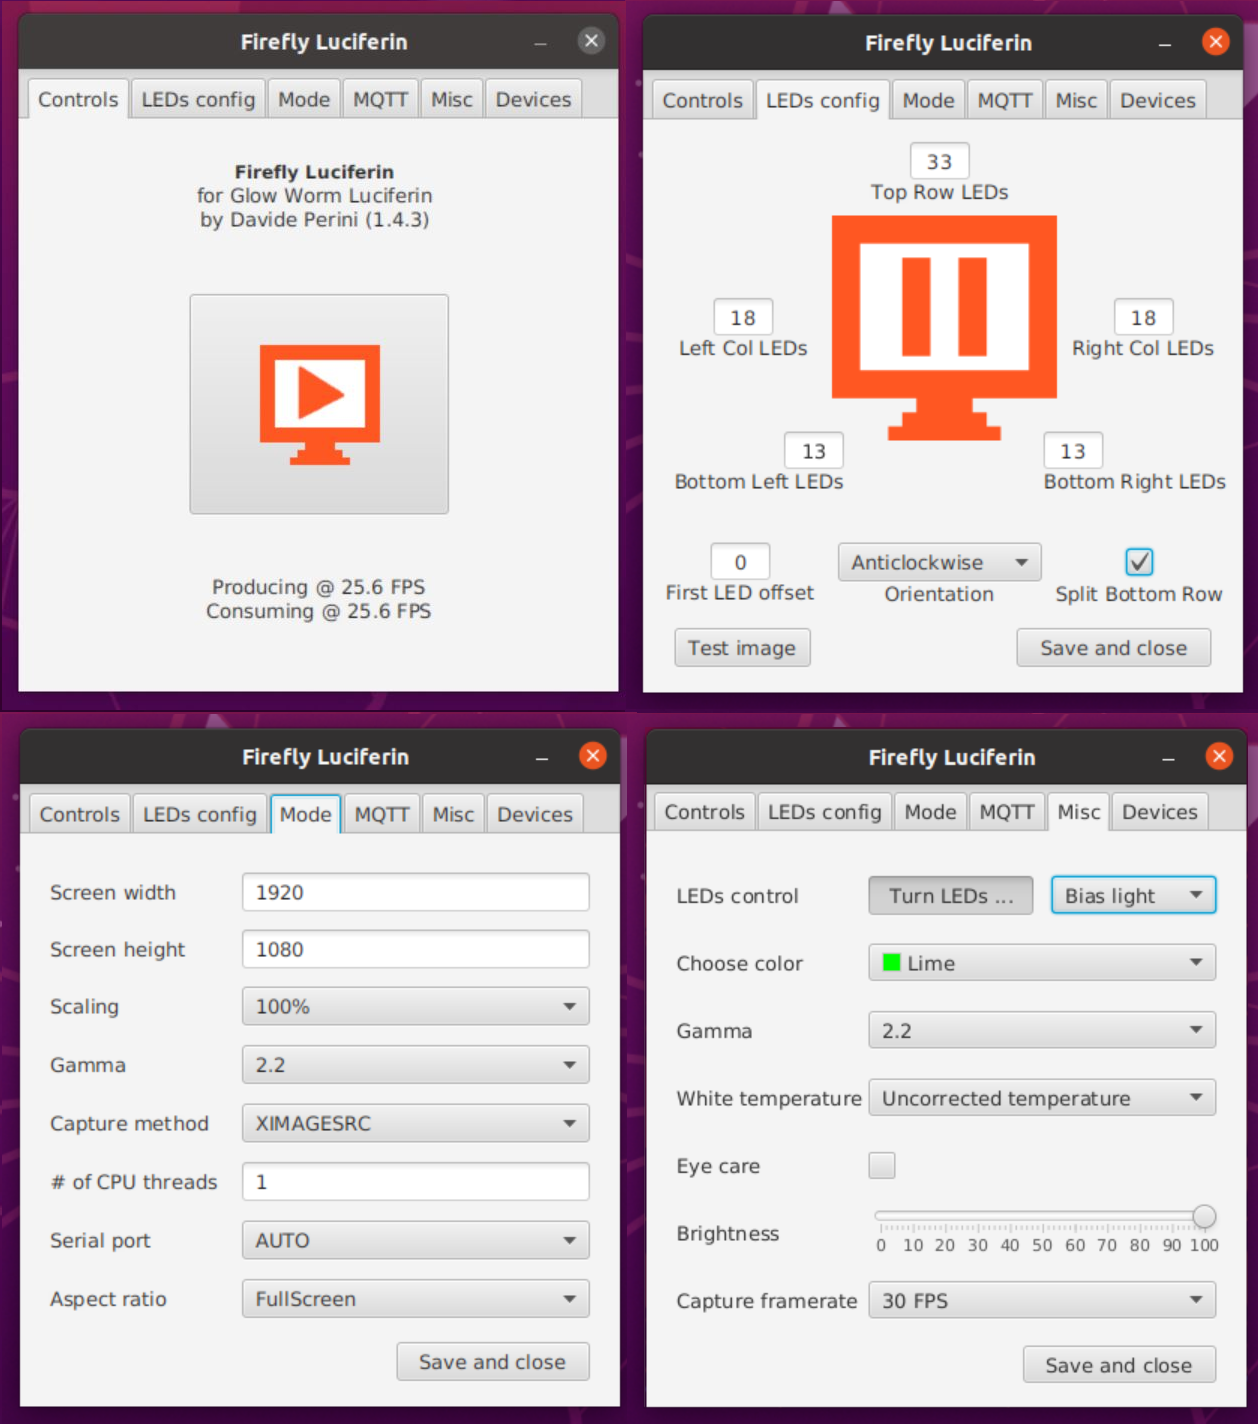 Firefly Luciferin
Controls LEDs config Mode MQTT Misc Devices
Firefly Luciferin
for Glow Worm Luciferin
by Davide Perini (1.4.3)
Producing @ 25.6 FPS
Consuming @ 25.6 FPS
Firefly Luciferin
Controls LEDs config Mode MQTT Misc Devices
33
Top Row LEDs
18
Left Col LEDs
18
Right Col LEDs
13
Bottom Left LEDs
13
Bottom Right LEDs
0
First LED offset
Anticlockwise
Orientation
Split Bottom Row
Test image
Save and close
Firefly Luciferin
Controls LEDs config Mode MQTT Misc Devices
Screen width 1920
Screen height 1080
Scaling 100%
Gamma 2.2
Capture method XIMAGESRC
# of CPU threads 1
Serial port AUTO
Aspect ratio FullScreen
Save and close
Firefly Luciferin
Controls LEDs config Mode MQTT Misc Devices
LEDs control Turn LEDs ... Bias light
Choose color Lime
Gamma 2.2
White temperature Uncorrected temperature
Eye care
Brightness
0 10 20 30 40 50 60 70 80 90 100
Capture framerate 30 FPS
Save and close